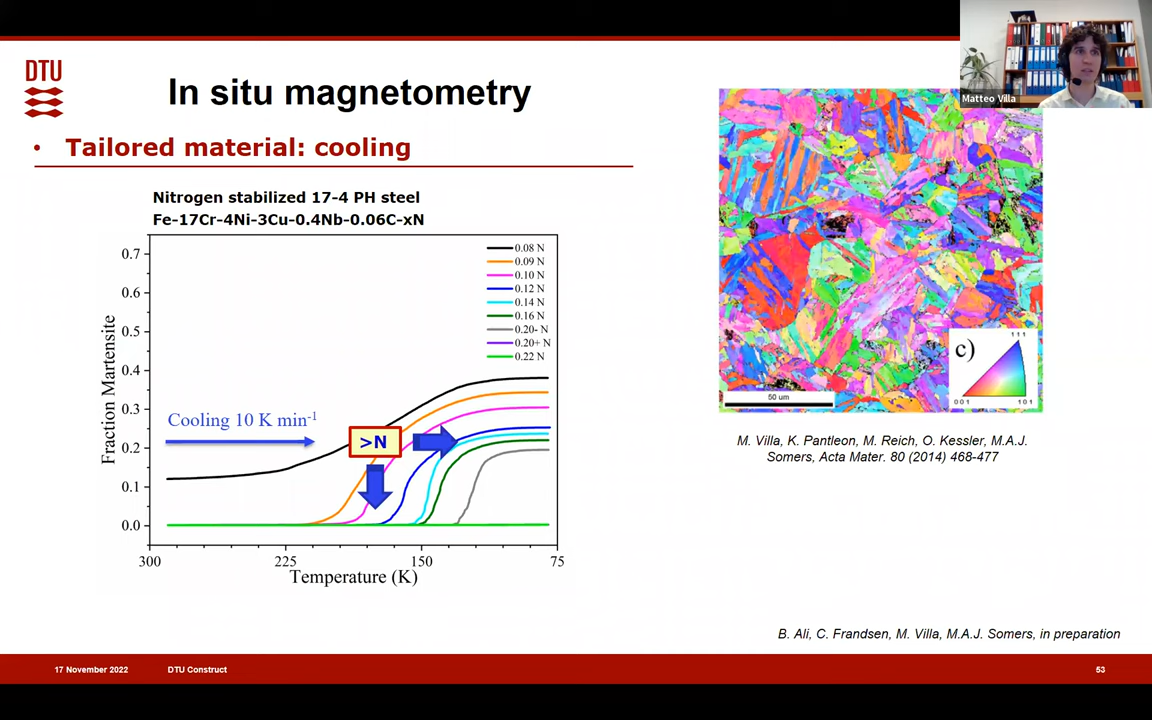 DTU
In situ magnetometry
Matteo Villa
• Tailored material: cooling
Nitrogen stabilized 17-4 PH steel
Fe-17Cr-4Ni-3Cu-0.4Nb-0.06C-xN
Fraction Martensite
0.7
0.6
0.5
0.4
0.3
0.2
0.1
0.0
0.08 N
0.09 N
0.10 N
0.12 N
0.14 N
0.16 N
0.20- N
0.20+ N
0.22 N
Cooling 10 K min-1
>N
300
225
150
75
Temperature (K)
c)
111
001
101
50 um
M. Villa, K. Pantleon, M. Reich, O. Kessler, M.A.J.
Somers, Acta Mater. 80 (2014) 468-477
B. Ali, C. Frandsen, M. Villa, M.A.J. Somers, in preparation
17 November 2022
DTU Construct
53